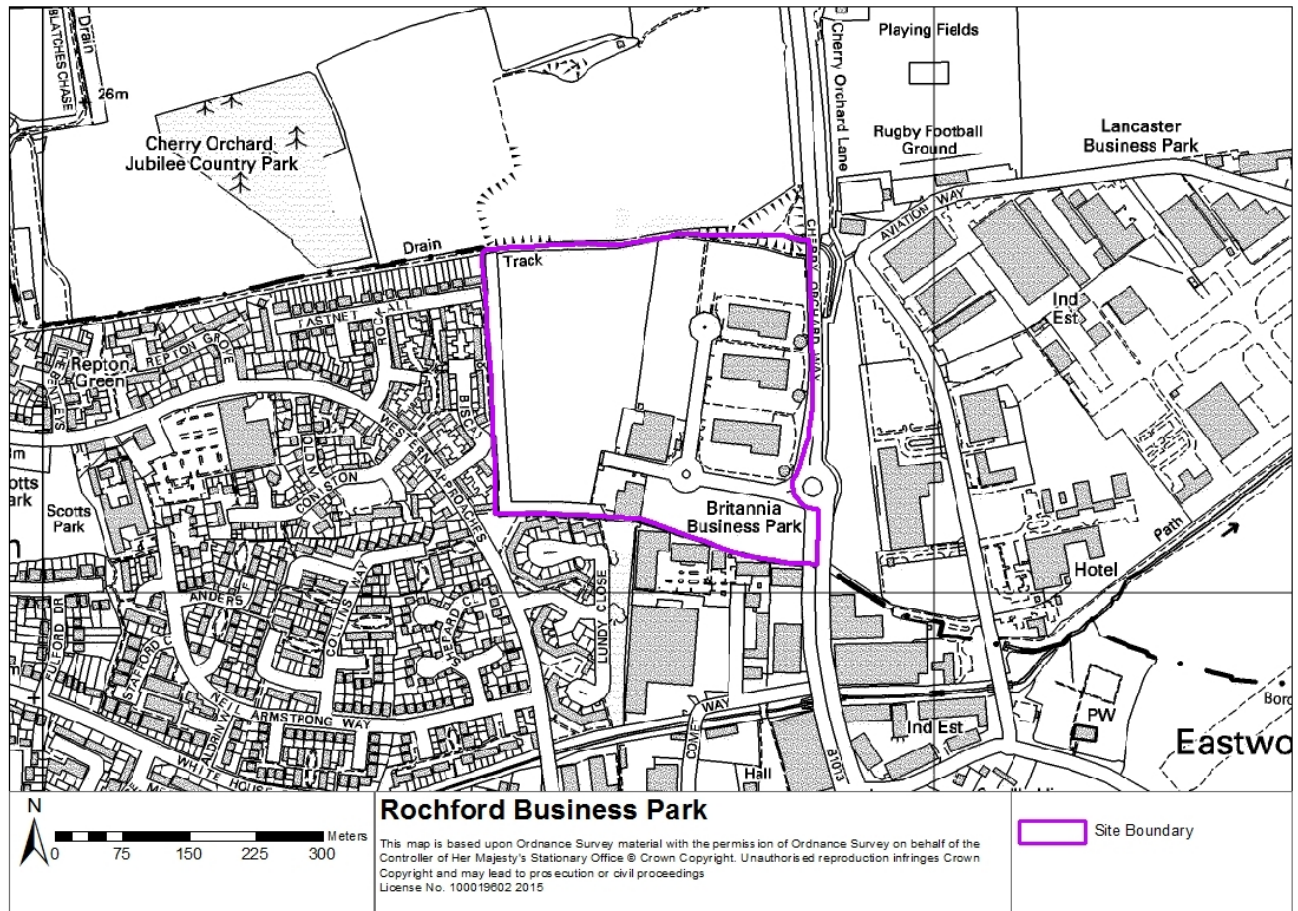 Drain
BLATCHES CHASE
26m
Cherry Orchard
Jubilee Country Park
Cherry Orchard Lane
Playing Fields
Rugby Football
Ground
Lancaster
Business Park
AVIATION WAY
Drain
Track
CHERRY ORCHARD WAY
Ind
Est
REPTON GROVE
Repton
Green
WESTERN APPROACHES
CONISTON
Scotts
Park
Britannia
Business Park
Path
Hotel
ANDERS
FULFORD DR
STAFFORD
COLLINS WAY
SHEPARD CL
LUNDY CLOSE
NEIL ARMSTRONG WAY
WHITE HOUSE
COMET WAY
Hall
B1013
Ind Est
PW
Eastwo
N
Meters
0 75 150 225 300
Rochford Business Park
This map is based upon Ordnance Survey material with the permission of Ordnance Survey on behalf of the
Controller of Her Majesty's Stationary Office © Crown Copyright. Unauthorised reproduction infringes Crown
Copyright and may lead to prosecution or civil proceedings
License No. 100019602 2015
Site Boundary